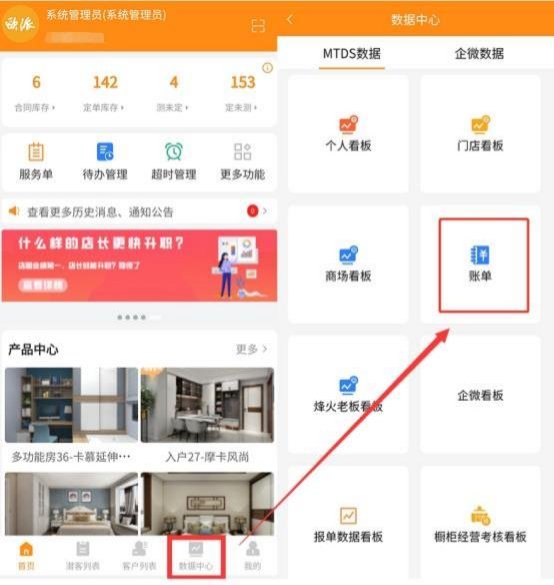 欧派
系统管理员(系统管理员)
6
142
4
153
合同库存
定单库存
测未定
定未测
服务单
待办管理
超时管理
更多功能
查看更多历史消息、通知公告
0
什么样的店长更快升职?
查看详情
产品中心
更多
多功能房36-卡慕延伸…
入户27-摩卡风尚
首页
潜客列表
客户列表
数据中心
我的
数据中心
MTDS数据
企微数据
个人看板
门店看板
商场看板
账单
烽火老板看板
企微看板
报单数据看板
橱柜经营考核看板